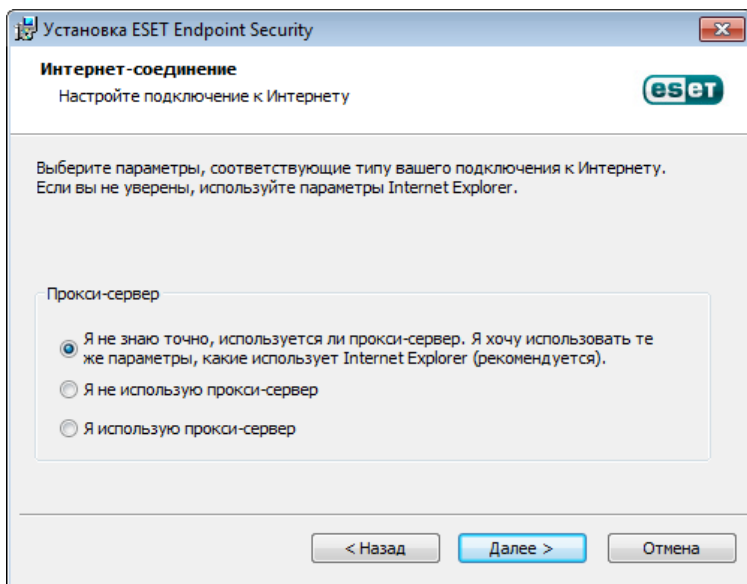 Установка ESET Endpoint Security
Интернет-соединение
Настройте подключение к Интернету
eset
Выберите параметры, соответствующие типу вашего подключения к Интернету.
Если вы не уверены, используйте параметры Internet Explorer.
Прокси-сервер
Я не знаю точно, используется ли прокси-сервер. Я хочу использовать те
же параметры, какие использует Internet Explorer (рекомендуется).
Я не использую прокси-сервер
Я использую прокси-сервер
< Назад
Далее >
Отмена